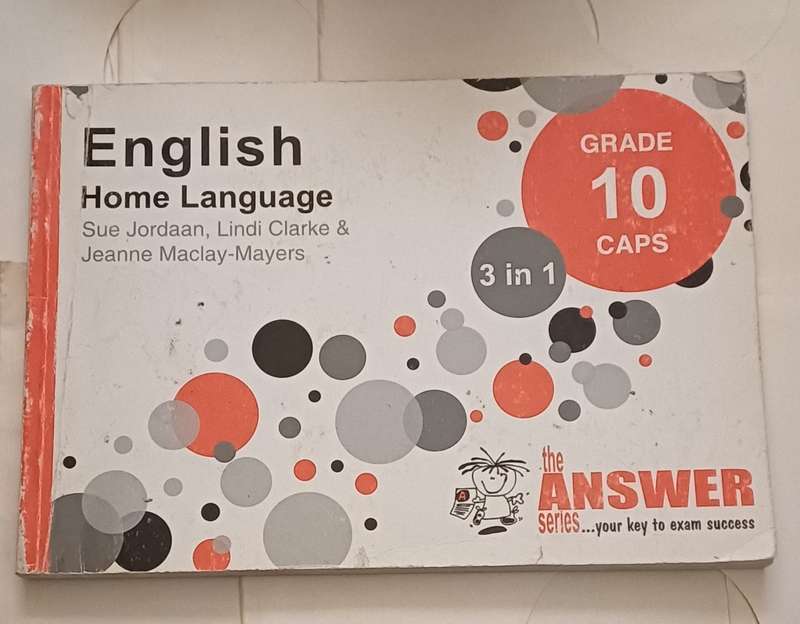 English
Home Language
Sue Jordaan, Lindi Clarke &
Jeanne Maclay-Mayers
GRADE
10
CAPS
3 in 1
A
the
ANSWER
series...your key to exam success